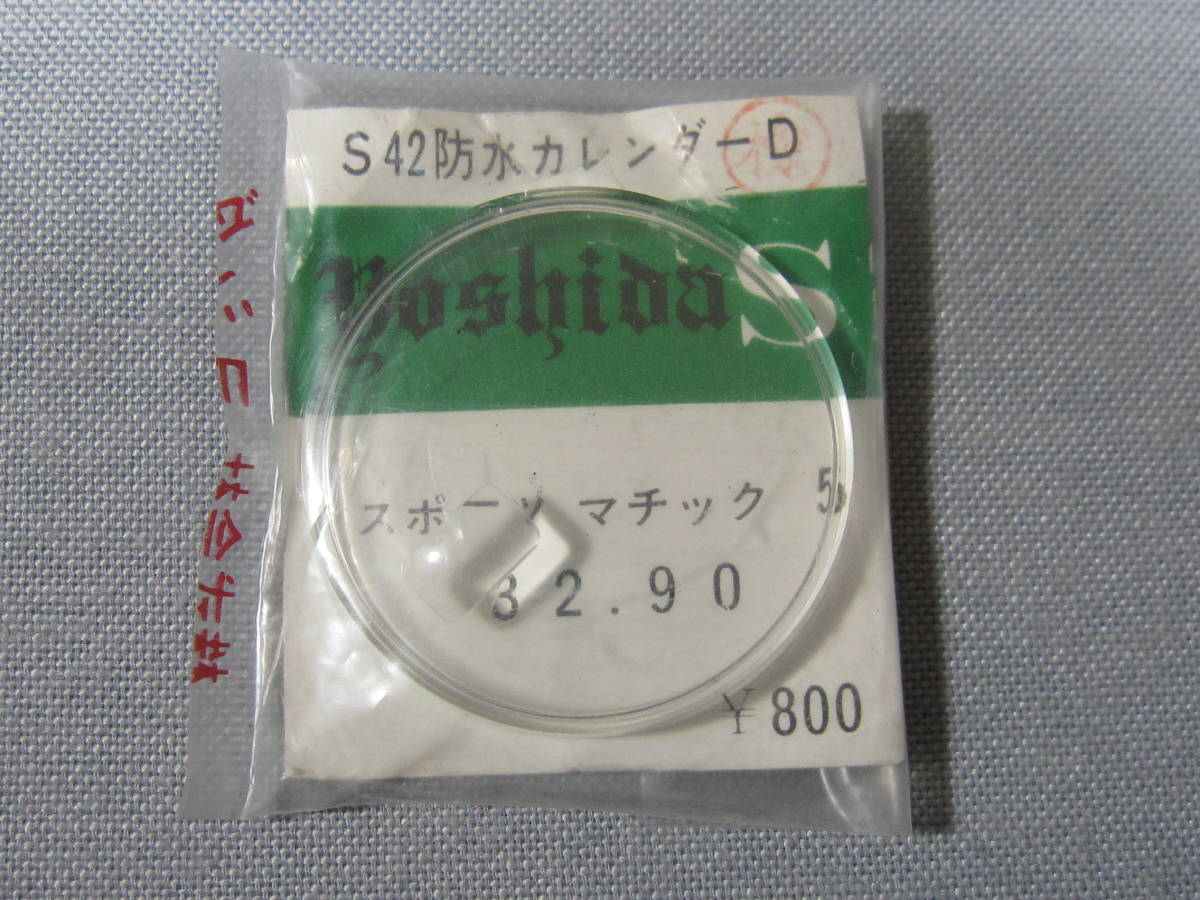 S42防水カレンダーD
Yoshida S
スポーツ マチック 5
32.90
¥800